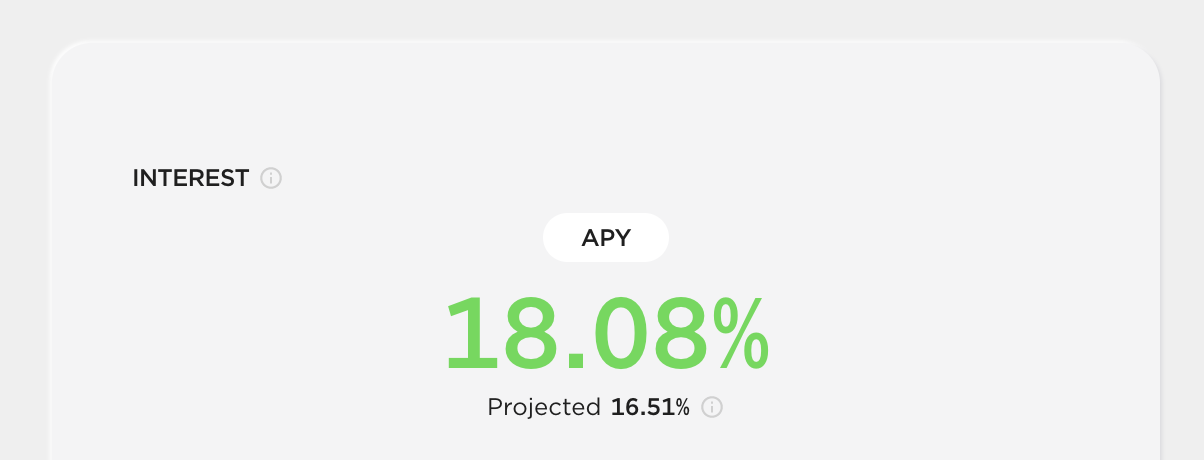 INTEREST
APY
18.08%
Projected 16.51%